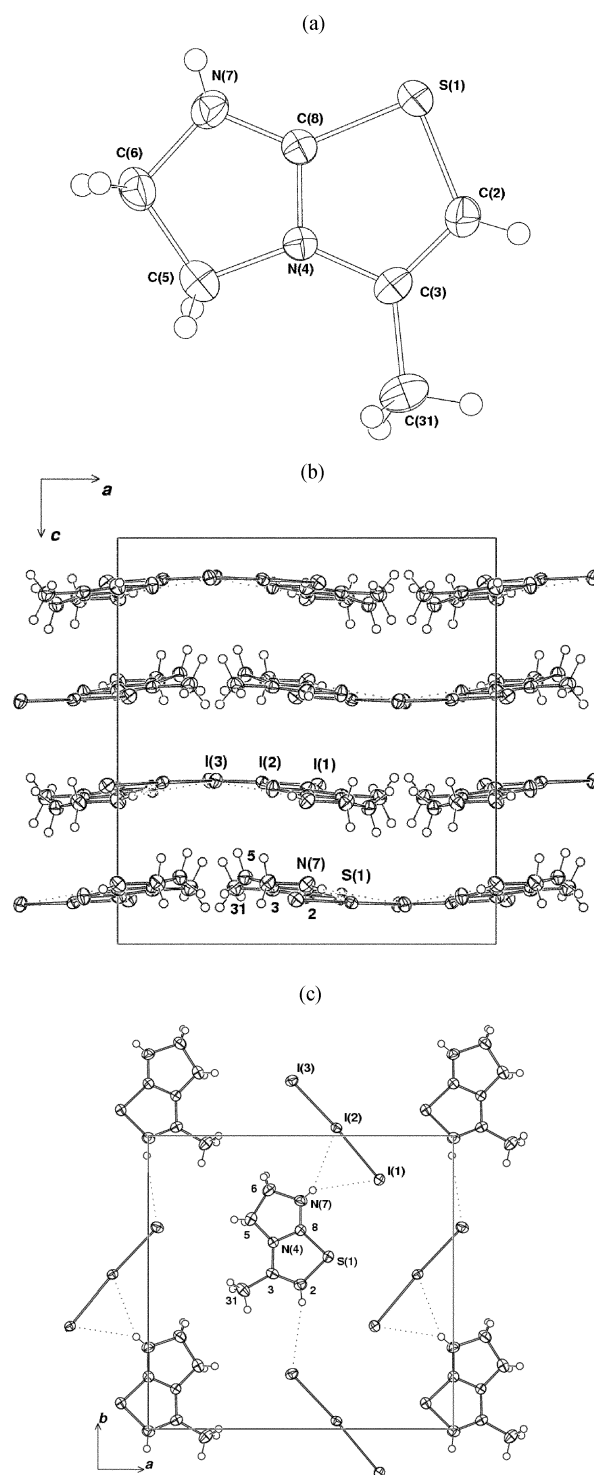 (a)
N(7)
S(1)
C(8)
C(6)
C(2)
N(4)
C(5)
C(3)
C(31)
(b)
a
c
I(3) I(2) I(1)
5 N(7) S(1)
31 3 2
(c)
I(3)
I(2)
I(1)
6
N(7)
5 N(4) 8
S(1)
31 3 2
b
a